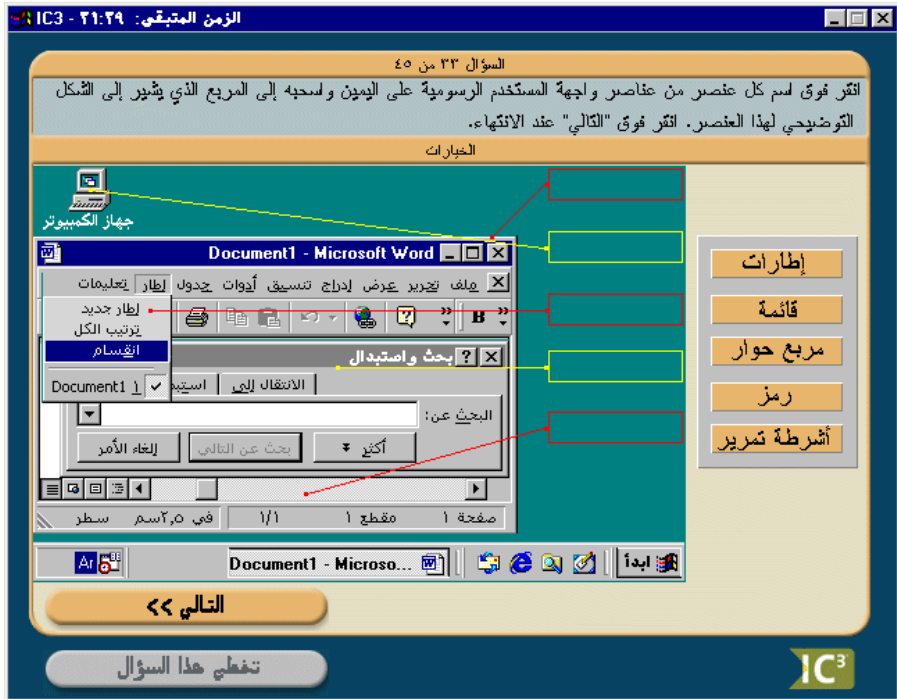 الزمن المتبقي: ٢١:٢٩ - IC3
السؤال ٣٣ من ٤٥
انقر فوق اسم كل عنصر من عناصر واجهة المستخدم الرسومية على اليمين واسحبه إلى المربع الذي يشير إلى الشكل
التوضيحي لهذا العنصر. انقر فوق "التالي" عند الانتهاء.
الخيارات
جهاز الكمبيوتر
Document1 - Microsoft Word
ملف تحرير عرض إدراج تنسيق أدوات جدول إطار تعليمات
إطار جديد
ترتيب الكل
انقسام
Document1 ١
B
بحث واستبدال
الانتقال إلى
البحث عن:
أكثر
بحث عن التالي
إلغاء الأمر
صفحة ١ مقطع ١ ١/١ في ٢,٥سم سطر
ابدأ
Document1 - Microso...
Ar
إطارات
قائمة
مربع حوار
رمز
أشرطة تمرير
التالي >>
تخطي هذا السؤال
IC3